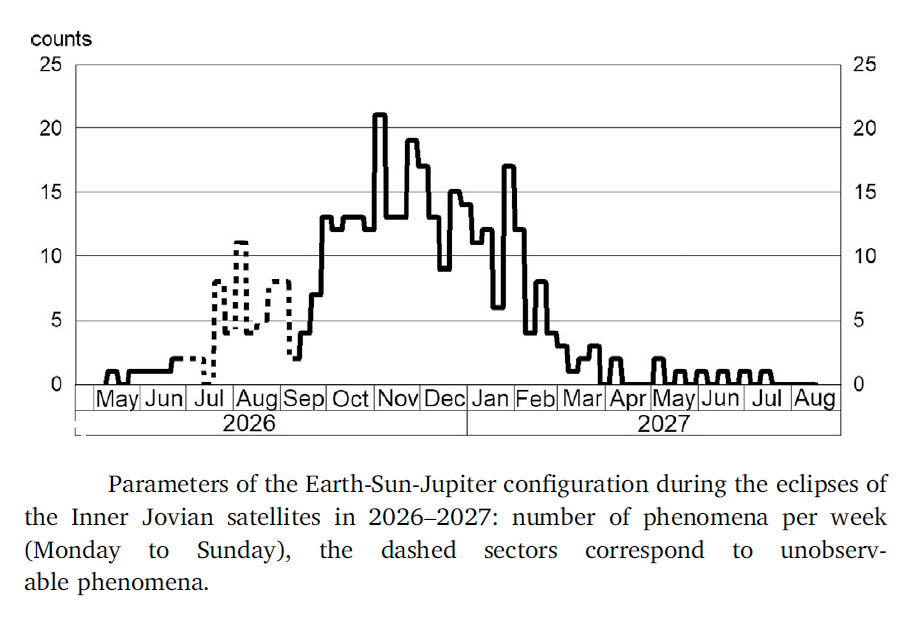 counts
25 25
20 20
15 15
10 10
5 5
0 0
May Jun Jul Aug Sep Oct Nov Dec Jan Feb Mar Apr May Jun Jul Aug
2026 2027
Parameters of the Earth-Sun-Jupiter configuration during the eclipses of
the Inner Jovian satellites in 2026–2027: number of phenomena per week
(Monday to Sunday), the dashed sectors correspond to unobserv-
able phenomena.